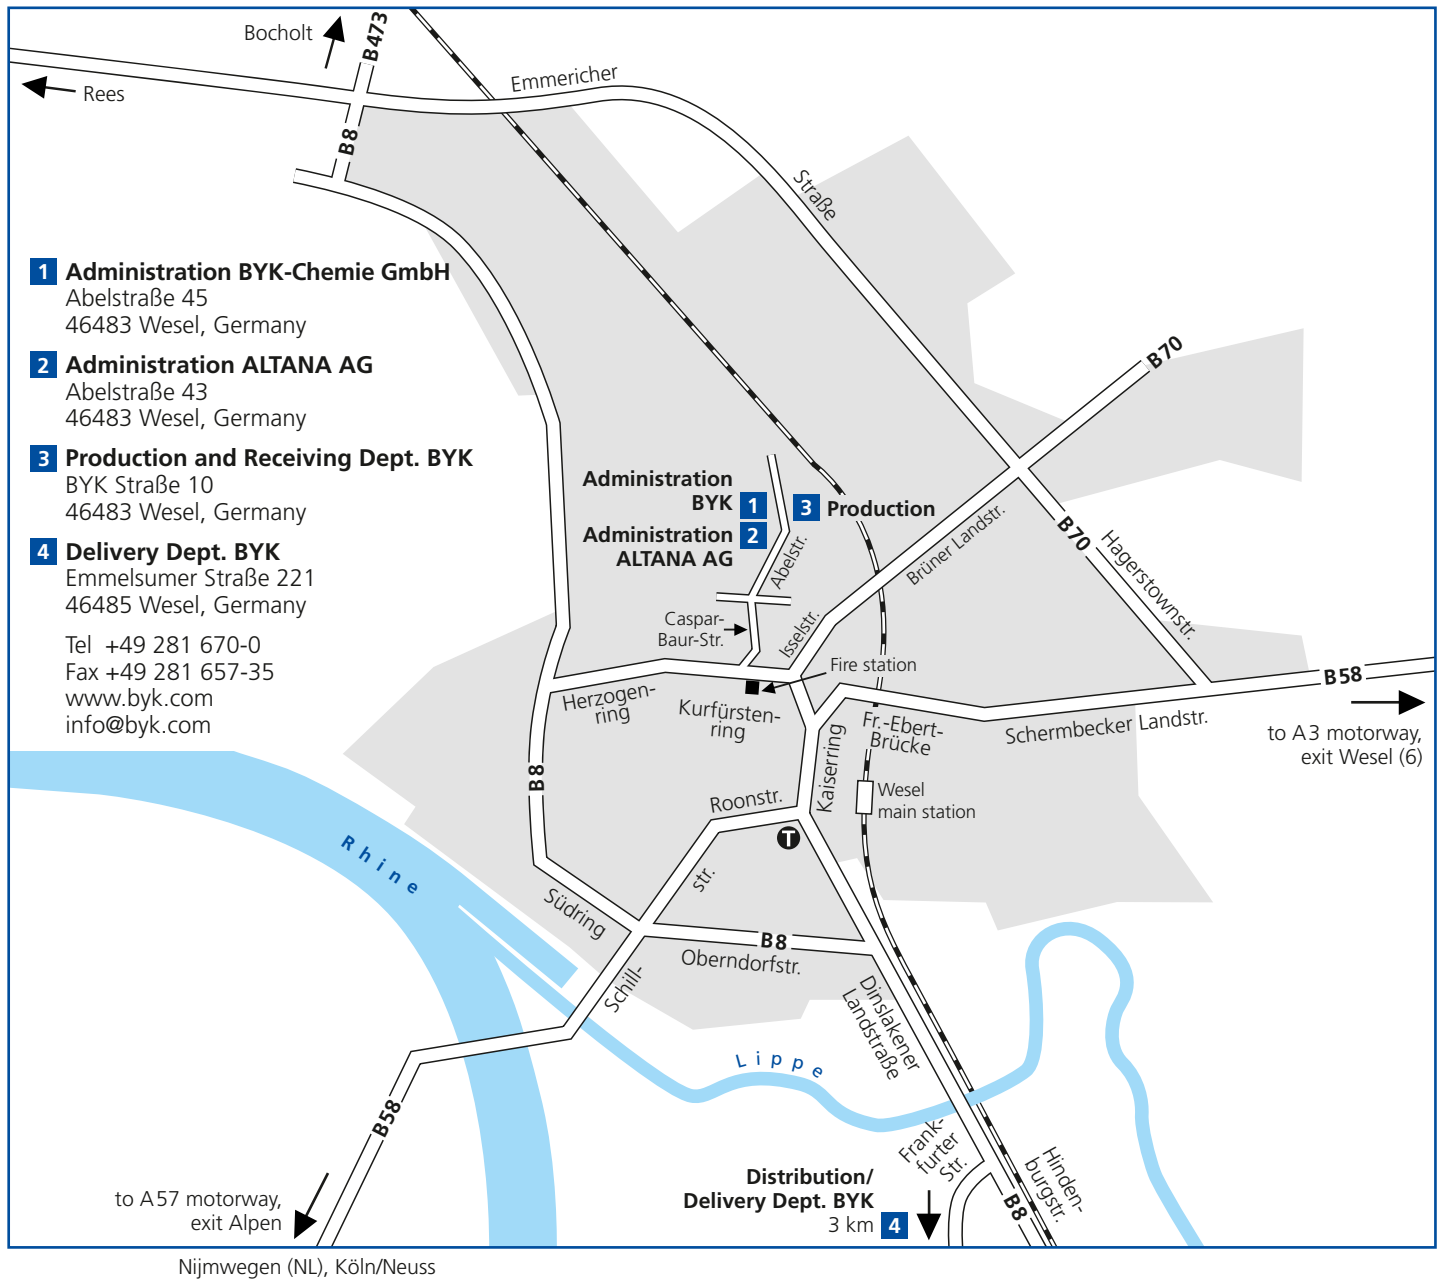 Bocholt
B473
Rees
Emmericher
B8
Straße
1 Administration BYK-Chemie GmbH
Abelstraße 45
46483 Wesel, Germany
2 Administration ALTANA AG
Abelstraße 43
46483 Wesel, Germany
3 Production and Receiving Dept. BYK
BYK Straße 10
46483 Wesel, Germany
4 Delivery Dept. BYK
Emmelsumer Straße 221
46485 Wesel, Germany
Tel +49 281 670-0
Fax +49 281 657-35
www.byk.com
info@byk.com
B70
Administration
BYK 1
3 Production
Administration
ALTANA AG
2
Abelstr.
Brüner Landstr.
B70
Hagerstownstr.
Caspar-
Baur-Str.
Isselstr.
Fire station
B58
Herzogen-
ring
Kurfürsten-
ring
Kaiserring
Fr.-Ebert-
Brücke
Schermbecker Landstr.
to A3 motorway,
exit Wesel (6)
B8
Roonstr.
Wesel
main station
T
Rhine
str.
Südring
B8
Oberndorfstr.
Schill-
Dinslakener
Landstraße
Lippe
B58
Frank-
furter
Str.
Hinden-
burgstr.
B8
Distribution/
Delivery Dept. BYK
3 km 4
to A57 motorway,
exit Alpen
Nijmwegen (NL), Köln/Neuss